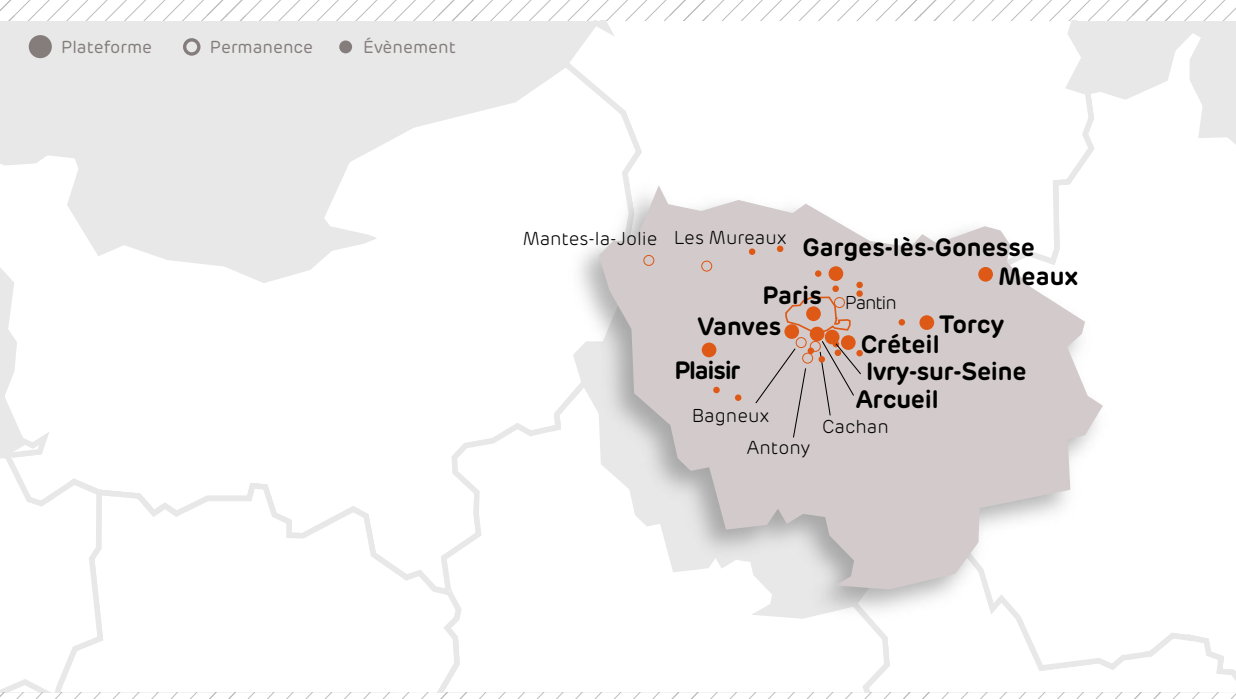 Plateforme
Permanence
Évènement
Mantes-la-Jolie
Les Mureaux
Garges-lès-Gonesse
Meaux
Paris
Pantin
Vanves
Torcy
Créteil
Plaisir
Ivry-sur-Seine
Arcueil
Bagneux
Cachan
Antony